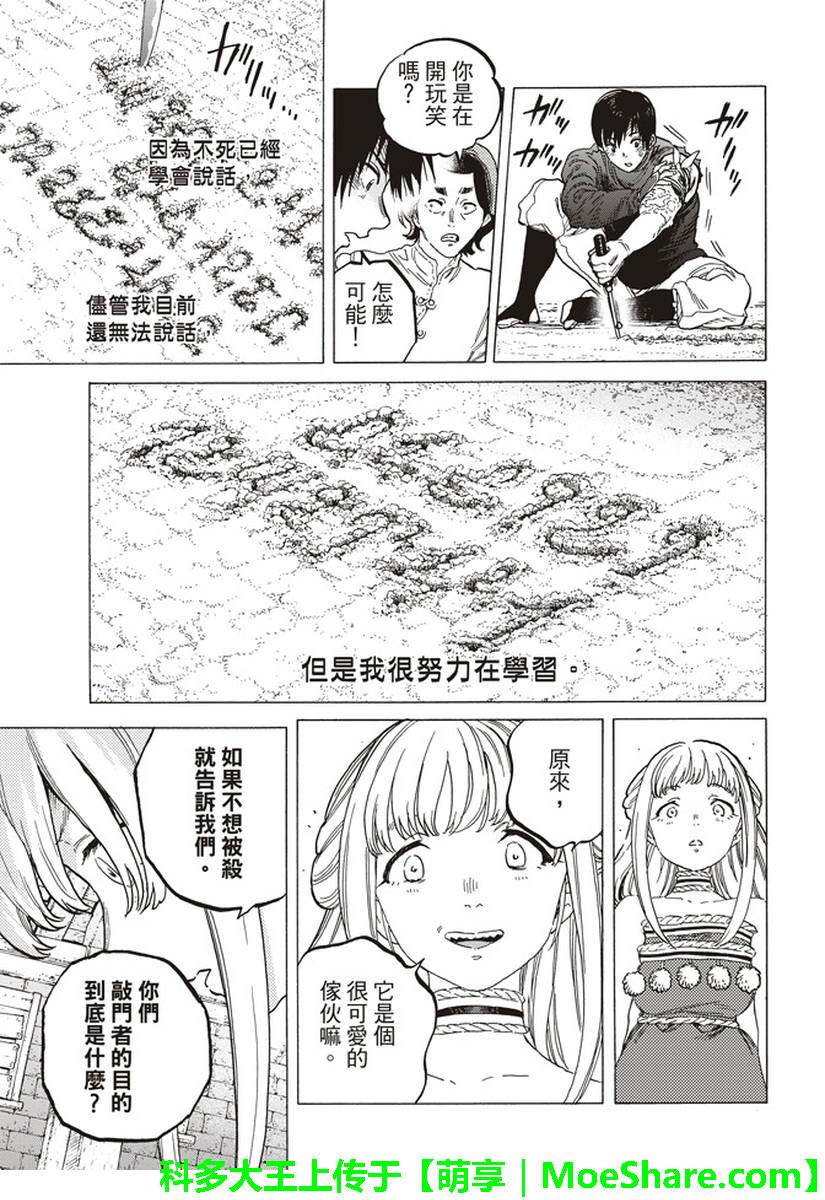 你是在
開玩笑
嗎？
怎麼
可能！
因為不死已經
學會說話，
儘管我目前
還無法說話，
但是我很努力在學習。
原來，
它是個
很可愛的
傢伙嘛。
如果不想被殺
就告訴我們。
你們
敲門者的目的
到底是什麼？
科多大王上传于【萌享】|MoeShare.com